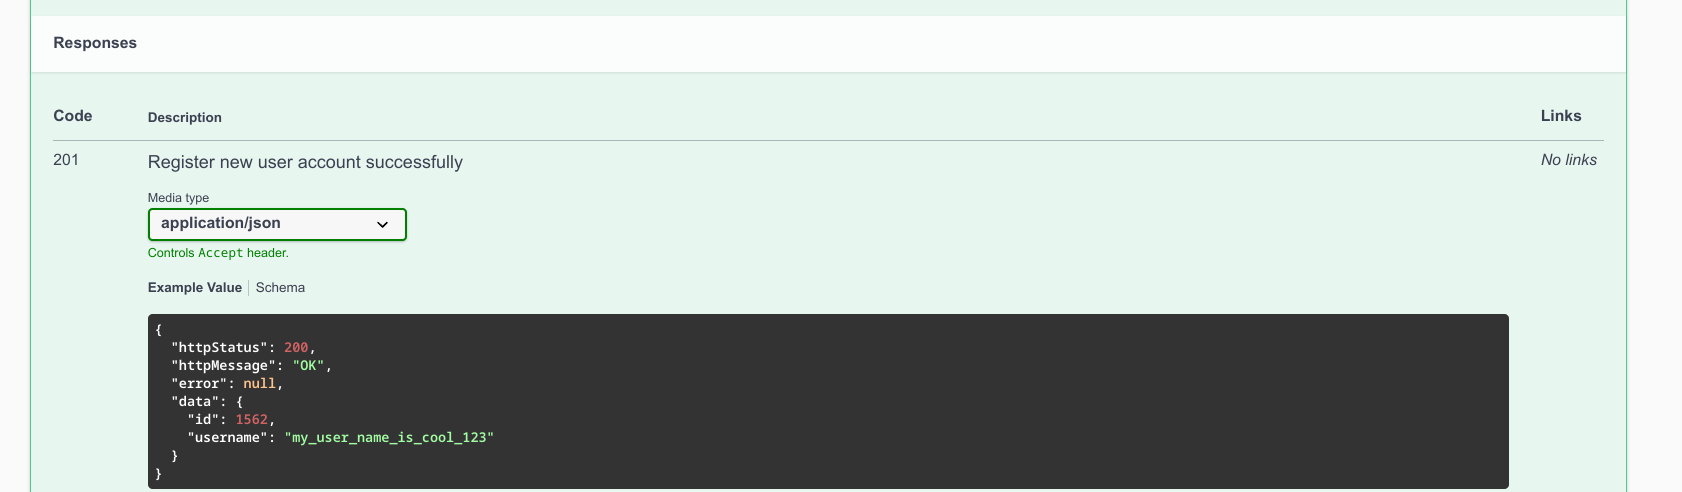 Responses
Code Description Links
201 Register new user account successfully No links
Media type
application/json
Controls Accept header.
Example Value Schema
{
  "httpStatus": 200,
  "httpMessage": "OK",
  "error": null,
  "data": {
    "id": 1562,
    "username": "my_user_name_is_cool_123"
  }
}